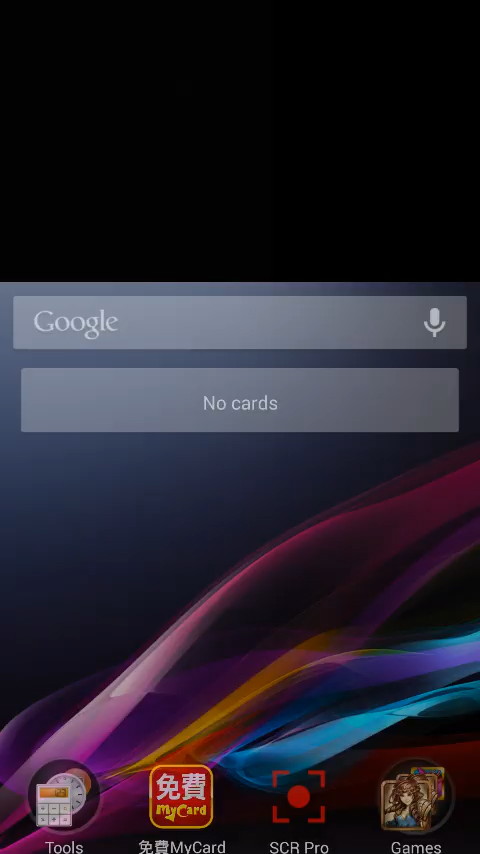 Google
No cards
免費
MyCard
Tools
免費MyCard
SCR Pro
Games